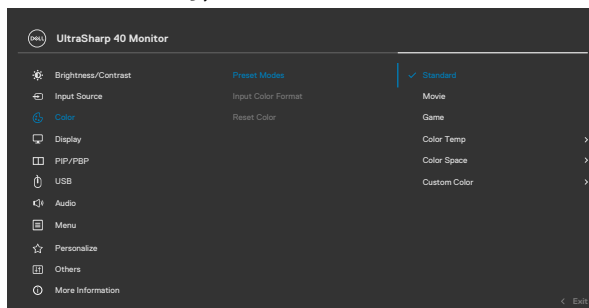 DELL UltraSharp 40 Monitor
Brightness/Contrast Preset Modes ✓ Standard
Input Source Input Color Format Movie
Color Reset Color Game
Display Color Temp >
PIP/PBP Color Space >
USB Custom Color >
Audio
Menu
Personalize
Others
More Information
< Exit